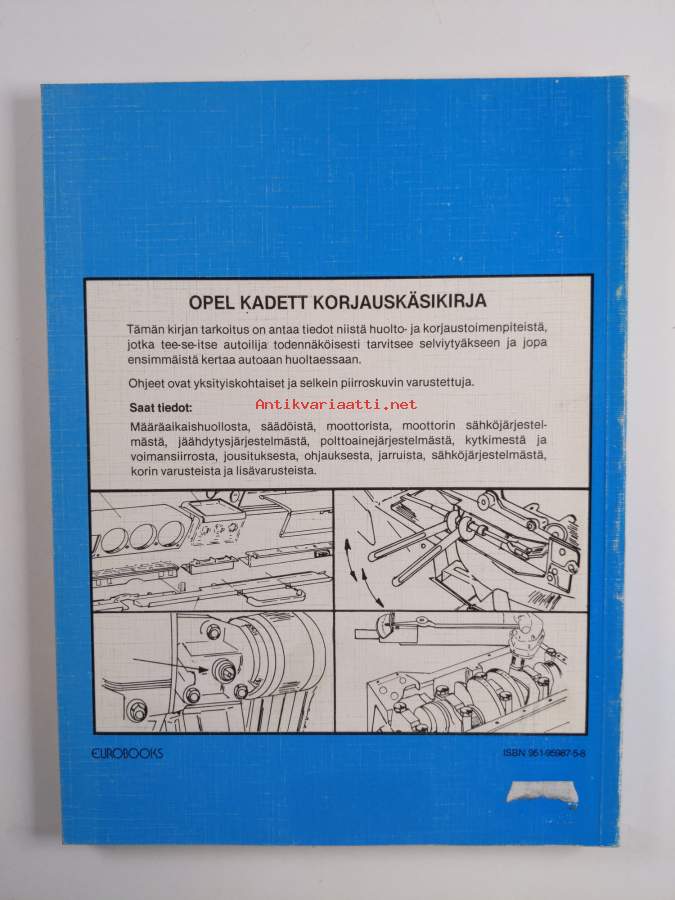 OPEL KADETT KORJAUSKÄSIKIRJA
Tämän kirjan tarkoitus on antaa tiedot niistä huolto- ja korjaustoimenpiteistä,
jotka tee-se-itse autoilija todennäköisesti tarvitsee selviytyäkseen ja jopa
ensimmäistä kertaa autoaan huoltaessaan.
Ohjeet ovat yksityiskohtaiset ja selkein piirroskuvin varustettuja.
Antikvariaatti.net
Saat tiedot:
Määräaikaishuollosta, säädöistä, moottorista, moottorin sähköjärjestel-
mästä, jäähdytysjärjestelmästä, polttoainejärjestelmästä, kytkimestä ja
voimansiirrosta, jousituksesta, ohjauksesta, jarruista, sähköjärjestelmästä,
korin varusteista ja lisävarusteista.
EUROBOOKS
ISBN 951-95987-5-8